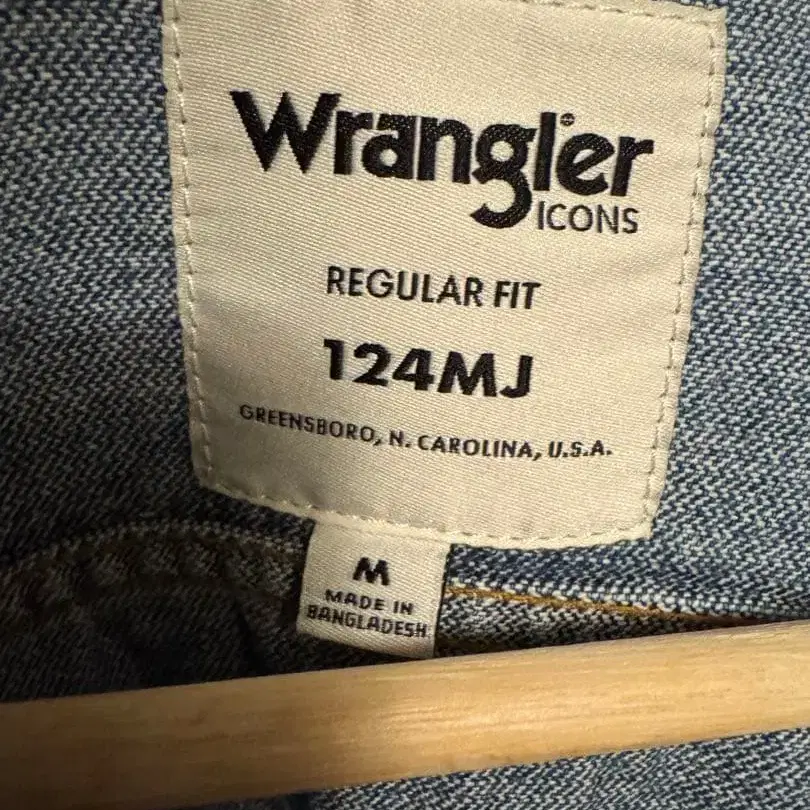 Wrangler
ICONS
REGULAR FIT
124MJ
GREENSBORO, N. CAROLINA, U.S.A.
M
MADE IN
BANGLADESH